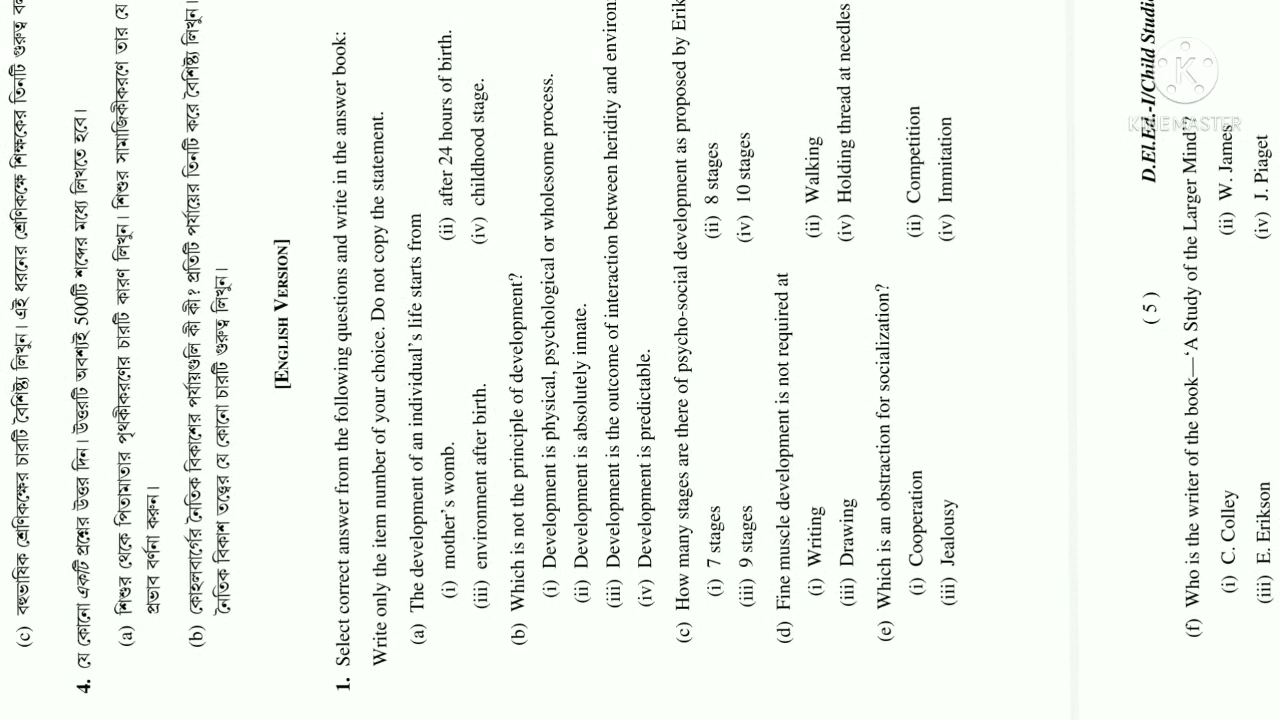 (c) বহুভাষিক শ্রেণিকক্ষের চারটি বৈশিষ্ট্য লিখুন। এই ধরনের শ্রেণিকক্ষে শিক্ষকের তিনটি গুরুত্ব
4. যে কোনো একটি প্রশ্নের উত্তর দিন। উত্তরটি অবশ্যই 500টি শব্দের মধ্যে লিখতে হবে।
(a) শিশুর থেকে পিতামাতার পৃথকীকরণের চারটি কারণ লিখুন। শিশুর সামাজিকীকরণে তার যে
প্রভাব বর্ণনা করুন।
(b) কোহলবার্গের নৈতিক বিকাশের পর্যায়গুলি কী কী? প্রতিটি পর্যায়ের তিনটি করে বৈশিষ্ট্য লিখুন।
নৈতিক বিকাশ তত্ত্বের যে কোনো চারটি গুরুত্ব লিখুন।
[ENGLISH VERSION]
1. Select correct answer from the following questions and write in the answer book:
Write only the item number of your choice. Do not copy the statement.
(a) The development of an individual's life starts from
(i) mother's womb. (ii) after 24 hours of birth.
(iii) environment after birth. (iv) childhood stage.
(b) Which is not the principle of development?
(i) Development is physical, psychological or wholesome process.
(ii) Development is absolutely innate.
(iii) Development is the outcome of interaction between heridity and environ
(iv) Development is predictable.
(c) How many stages are there of psycho-social development as proposed by Erik
(i) 7 stages (ii) 8 stages
(iii) 9 stages (iv) 10 stages
(d) Fine muscle development is not required at
(i) Writing (ii) Walking
(iii) Drawing (iv) Holding thread at needles
(e) Which is an obstraction for socialization?
(i) Cooperation (ii) Competition
(iii) Jealousy (iv) Immitation
( 5 ) D.El.Ed.-I/Child Studi
(f) Who is the writer of the book—'A Study of the Larger Mind'?
(i) C. Colley (ii) W. James
(iii) E. Erikson (iv) J. Piaget
K
KINEMASTER